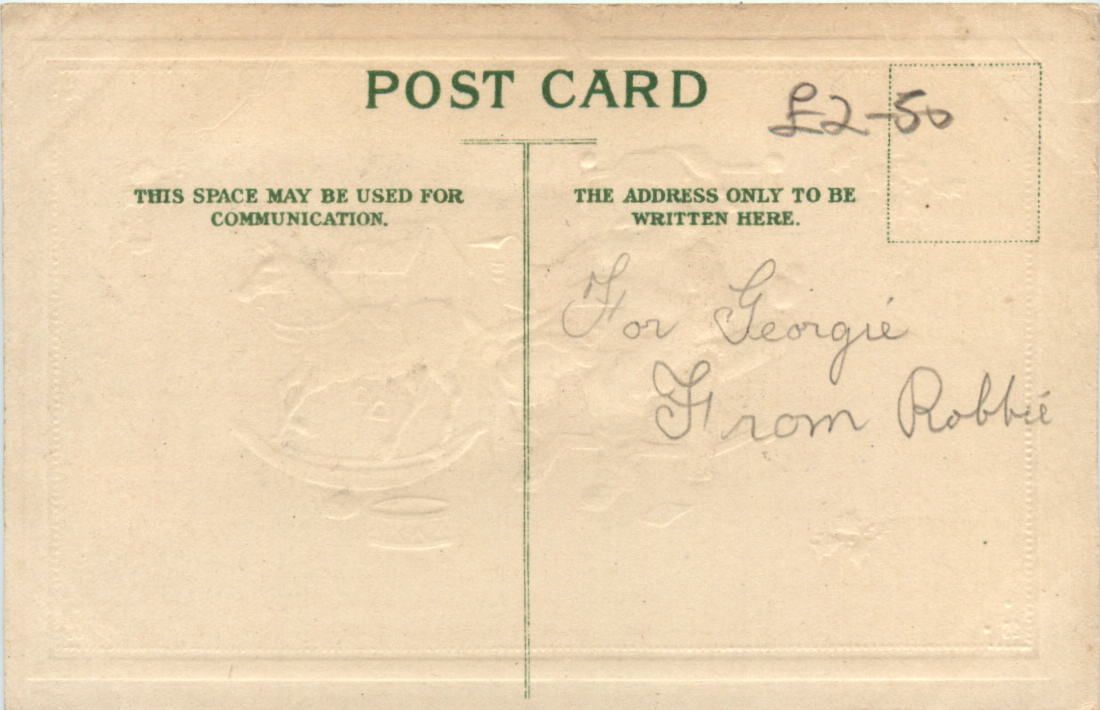 POST CARD
£2-50
THIS SPACE MAY BE USED FOR
COMMUNICATION.
THE ADDRESS ONLY TO BE
WRITTEN HERE.
For Georgie
From Robbie